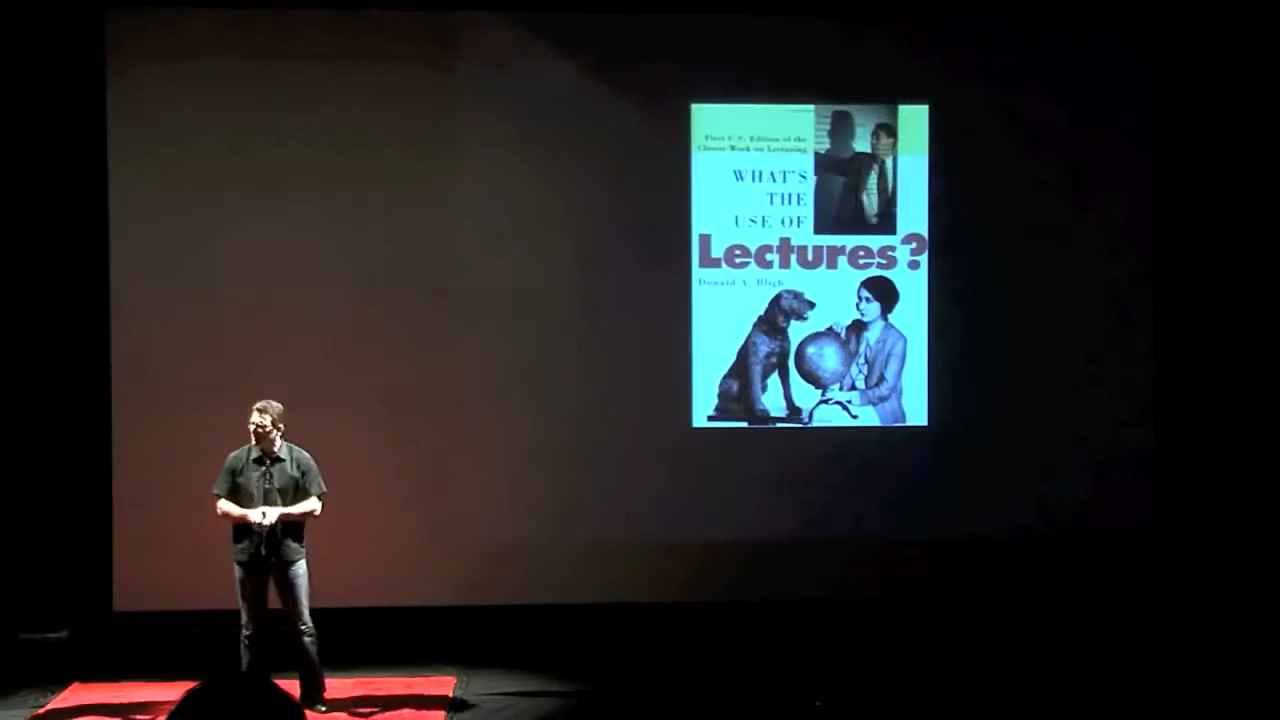 First U.S. Edition of the
Classic Work on Lecturing
WHAT'S
THE
USE OF
Lectures?
Donald A. Bligh